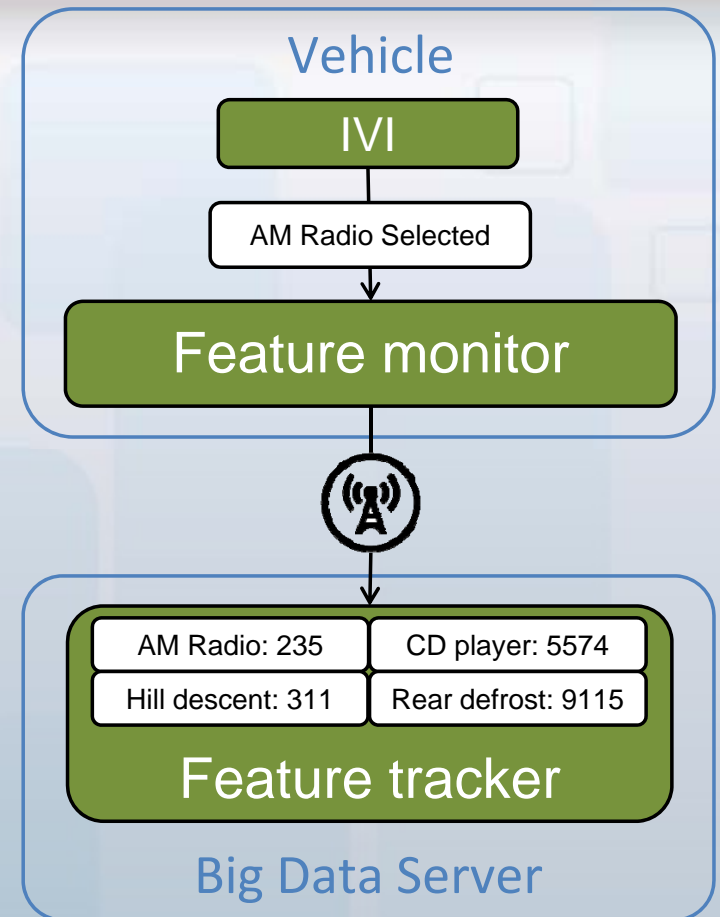 Vehicle
IVI
AM Radio Selected
Feature monitor
AM Radio: 235
CD player: 5574
Hill descent: 311
Rear defrost: 9115
Feature tracker
Big Data Server